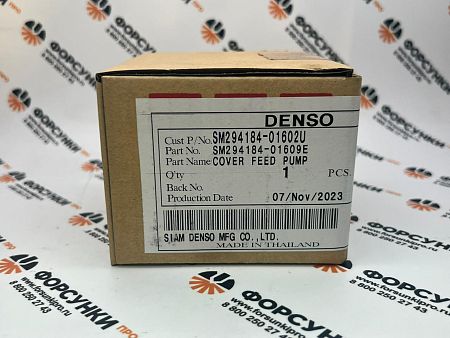 DENSO
Cust P/No. SM294184-01602U
Part No. SM294184-01609E
Part Name COVER FEED PUMP
Q'ty 1 PCS.
Back No.
Production Date 07/Nov/2023
SIAM DENSO MFG CO., LTD.
MADE IN THAILAND
ФОРСУНКИ ПРО
www.forsunkipro.ru
8 800 250 27 43